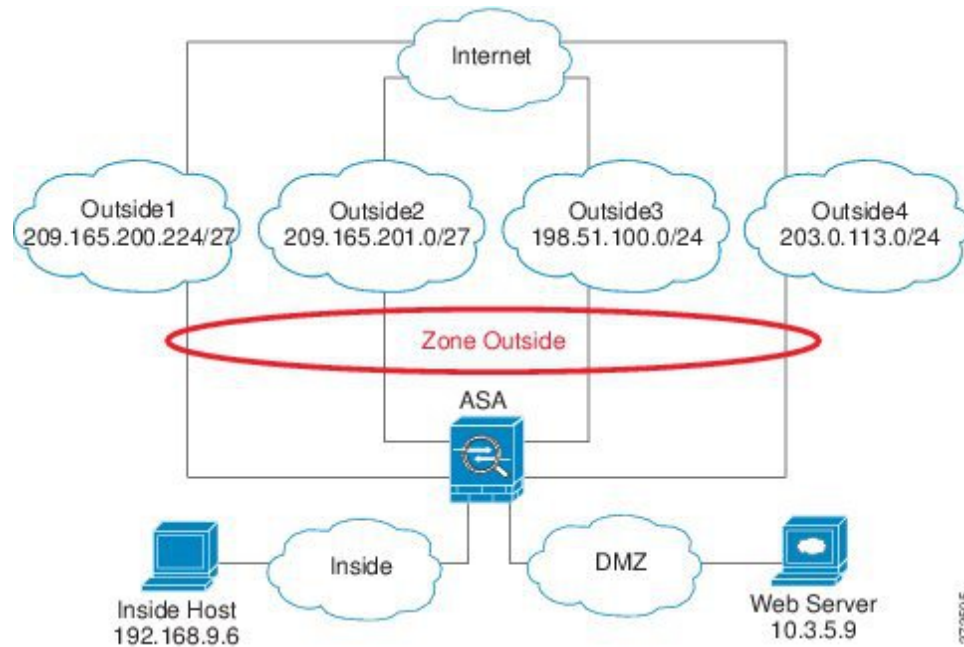 Internet
Outside1
209.165.200.224/27
Outside2
209.165.201.0/27
Outside3
198.51.100.0/24
Outside4
203.0.113.0/24
Zone Outside
ASA
Inside
DMZ
Inside Host
192.168.9.6
Web Server
10.3.5.9